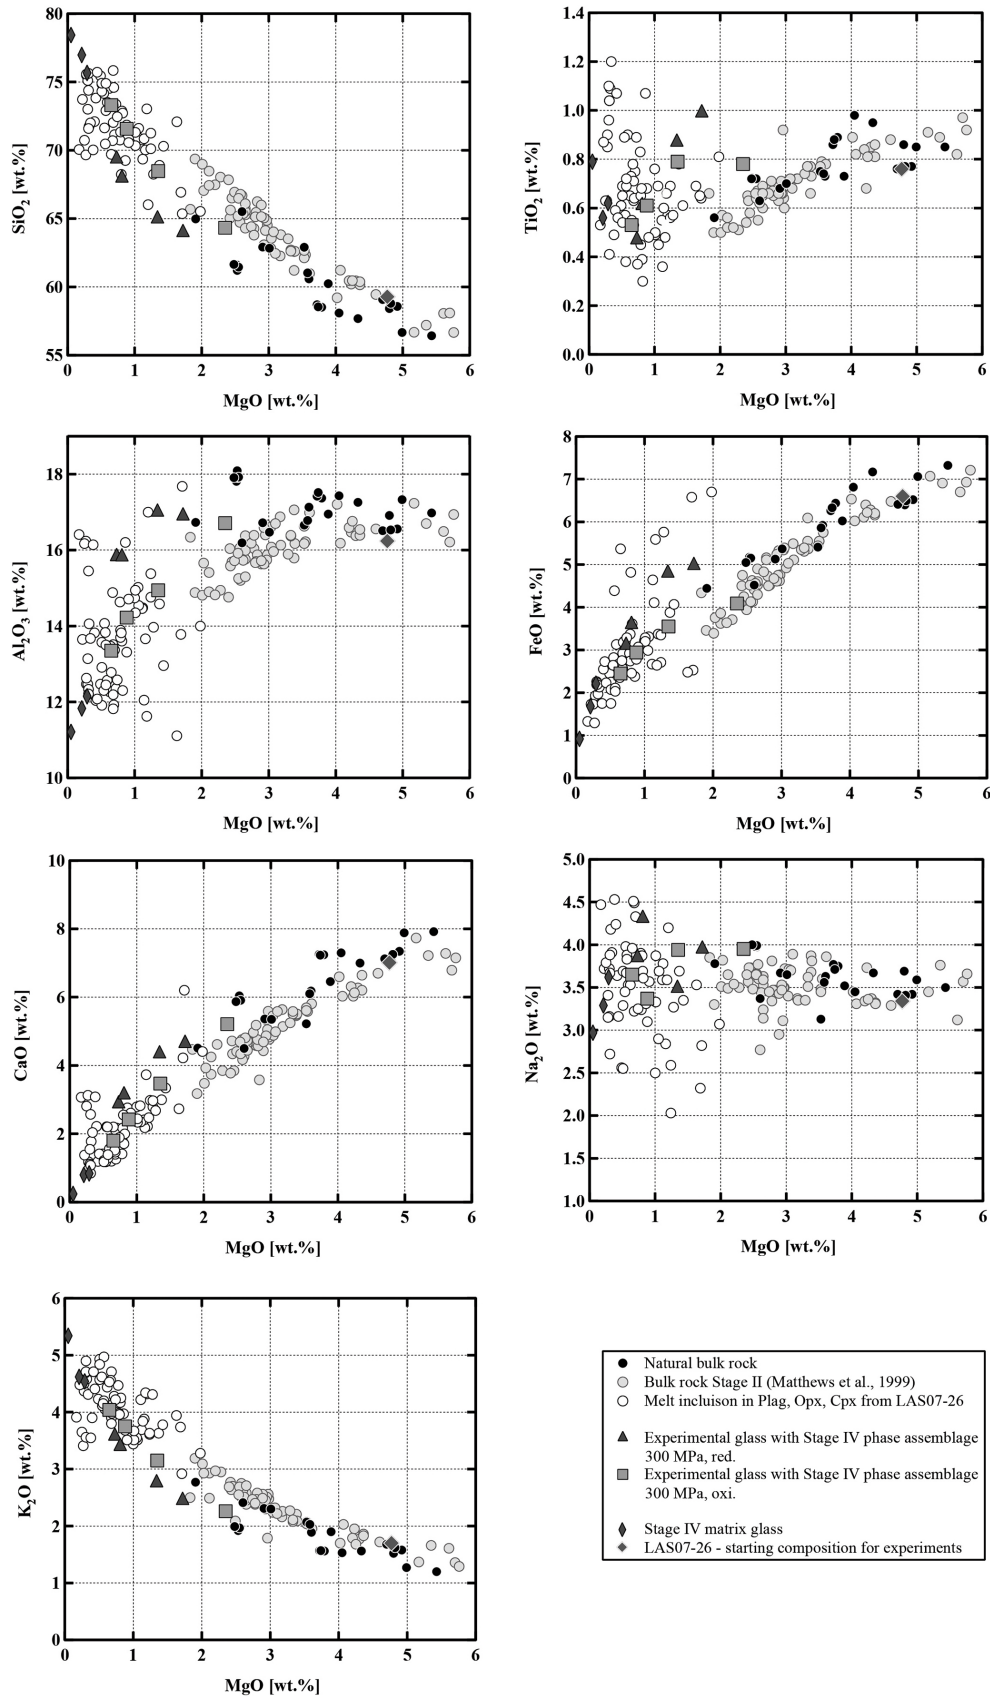 80
75
70
65
60
55
SiO2 [wt.%]
0 1 2 3 4 5 6
MgO [wt.%]
1.4
1.2
1.0
0.8
0.6
0.4
0.2
0.0
TiO2 [wt.%]
0 1 2 3 4 5 6
MgO [wt.%]
18
16
14
12
10
Al2O3 [wt.%]
0 1 2 3 4 5 6
MgO [wt.%]
8
7
6
5
4
3
2
1
0
FeO [wt.%]
0 1 2 3 4 5 6
MgO [wt.%]
10
8
6
4
2
0
CaO [wt.%]
0 1 2 3 4 5 6
MgO [wt.%]
5.0
4.5
4.0
3.5
3.0
2.5
2.0
1.5
1.0
Na2O [wt.%]
0 1 2 3 4 5 6
MgO [wt.%]
6
5
4
3
2
1
0
K2O [wt.%]
0 1 2 3 4 5 6
MgO [wt.%]
Natural bulk rock
Bulk rock Stage II (Matthews et al., 1999)
Melt incluison in Plag, Opx, Cpx from LAS07-26
Experimental glass with Stage IV phase assemblage
300 MPa, red.
Experimental glass with Stage IV phase assemblage
300 MPa, oxi.
Stage IV matrix glass
LAS07-26 - starting composition for experiments